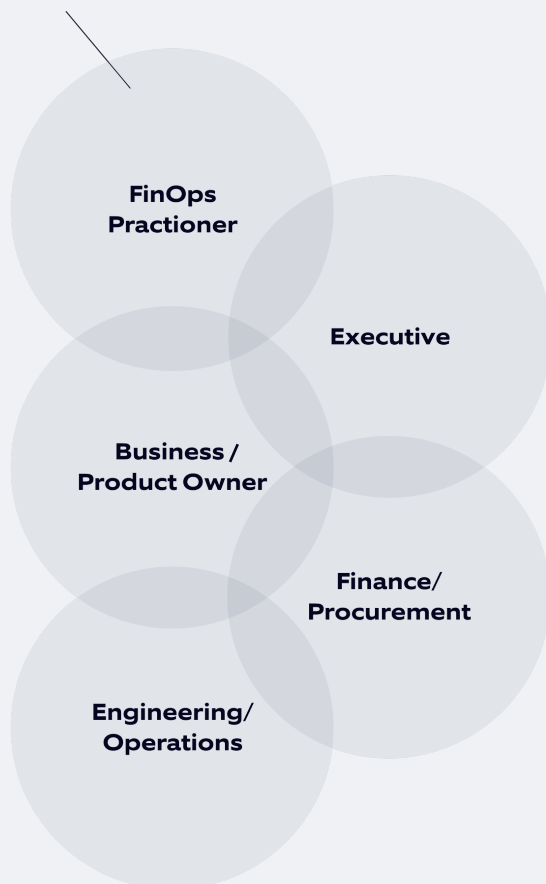 FinOps
Practioner
Executive
Business /
Product Owner
Finance/
Procurement
Engineering/
Operations